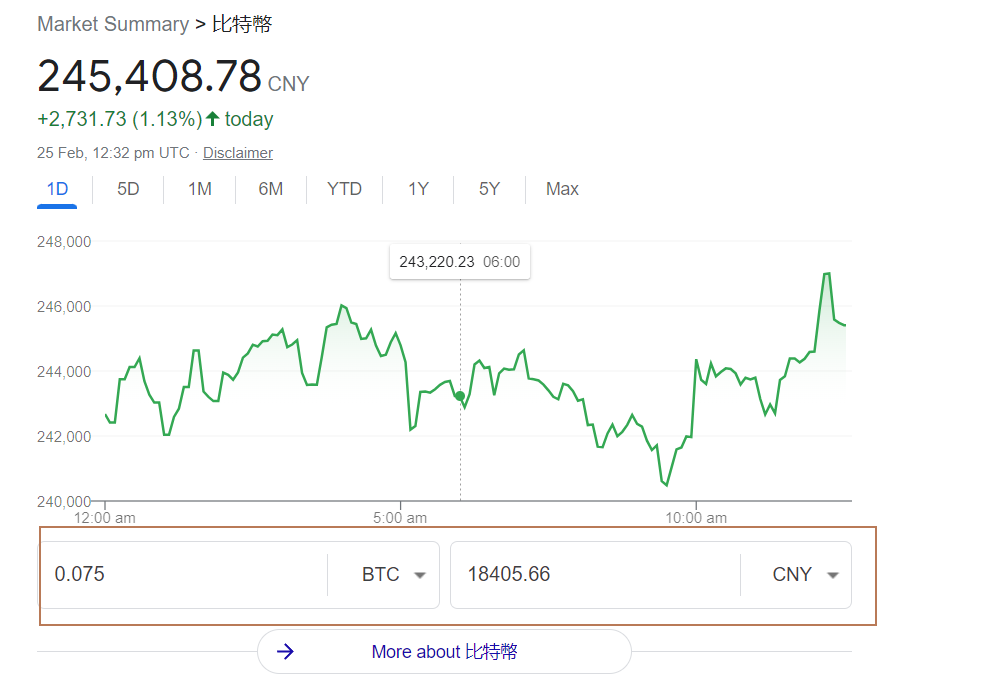 Market Summary > 比特幣
245,408.78 CNY
+2,731.73 (1.13%) ↑ today
25 Feb, 12:32 pm UTC · Disclaimer
1D 5D 1M 6M YTD 1Y 5Y Max
248,000
243,220.23 06:00
246,000
244,000
242,000
240,000
12:00 am 5:00 am 10:00 am
0.075 BTC 18405.66 CNY
More about 比特幣